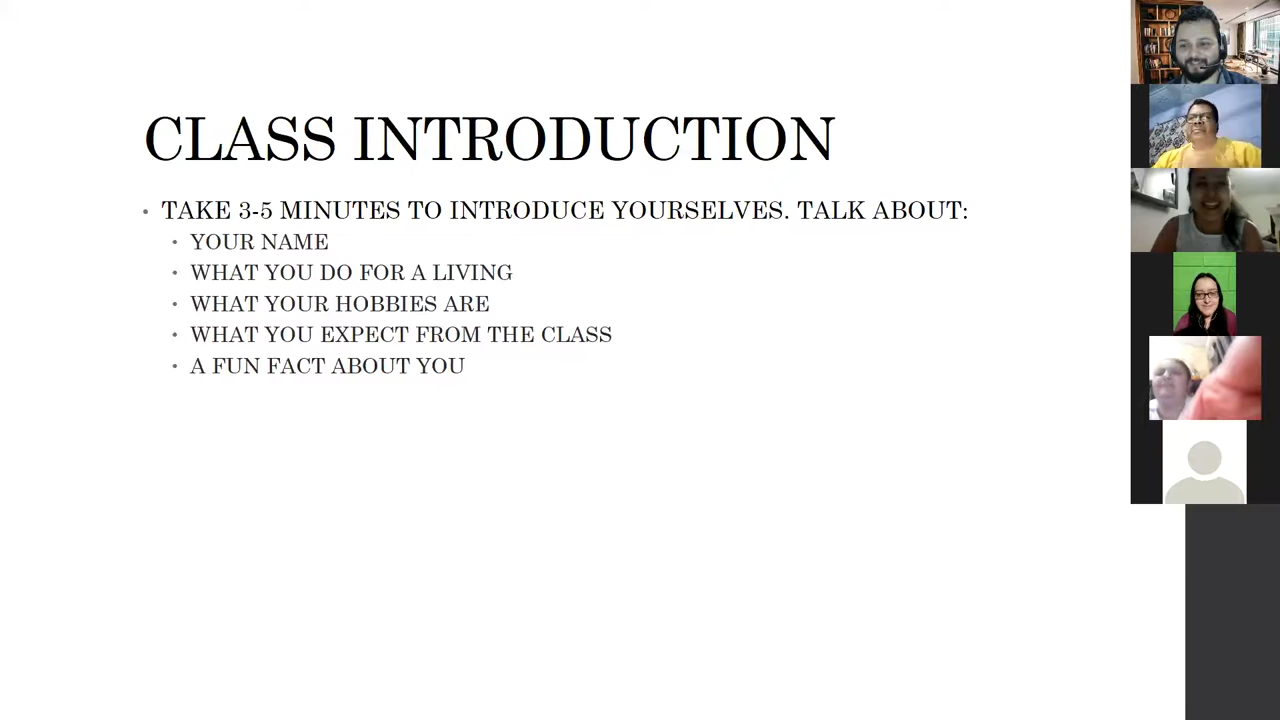 CLASS INTRODUCTION
• TAKE 3-5 MINUTES TO INTRODUCE YOURSELVES. TALK ABOUT:
• YOUR NAME
• WHAT YOU DO FOR A LIVING
• WHAT YOUR HOBBIES ARE
• WHAT YOU EXPECT FROM THE CLASS
• A FUN FACT ABOUT YOU